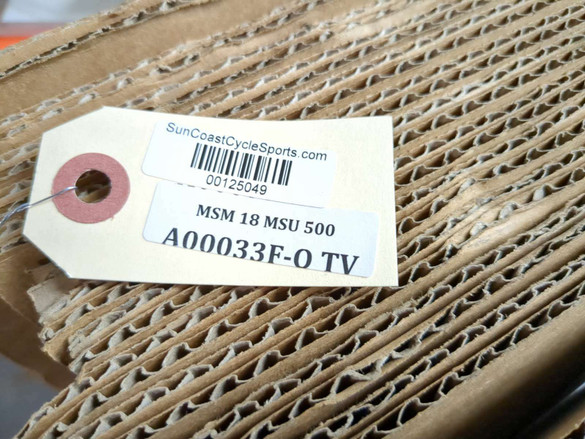 SunCoastCycleSports.com
00125049
MSM 18 MSU 500
A00033F-O TV